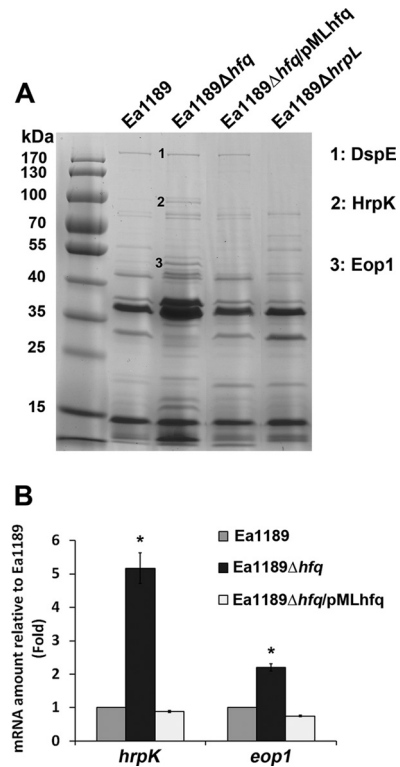 A
Ea1189
Ea1189Δhfq
Ea1189Δhfq/pMLhfq
Ea1189ΔhrpL
kDa
170
130
100
70
55
40
35
25
15
1
2
3
1: DspE
2: HrpK
3: Eop1
B
mRNA amount relative to Ea1189
(Fold)
6
5
4
3
2
1
0
*
*
Ea1189
Ea1189Δhfq
Ea1189Δhfq/pMLhfq
hrpK
eop1